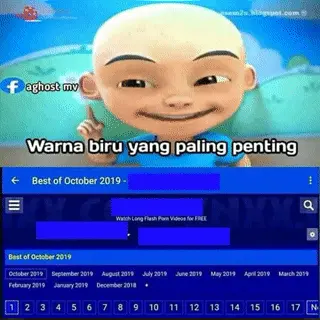 aghost mv
Warna biru yang paling penting
Best of October 2019 -
Watch Long Flash Porn Videos for FREE
Best of October 2019
October 2019 September 2019 August 2019 July 2019 June 2019 May 2019 April 2019 March 2019
February 2019 January 2019 December 2018
1 2 3 4 5 6 7 8 9 10 11 12 13 14 15 16 17 N